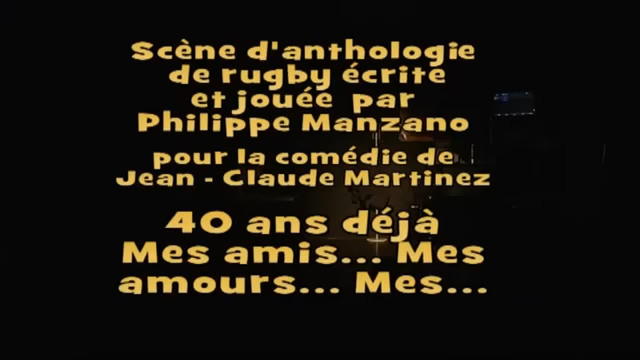 Scène d'anthologie
de rugby écrite
et jouée par
Philippe Manzano
pour la comédie de
Jean - Claude Martinez
40 ans déjà
Mes amis... Mes
amours... Mes...